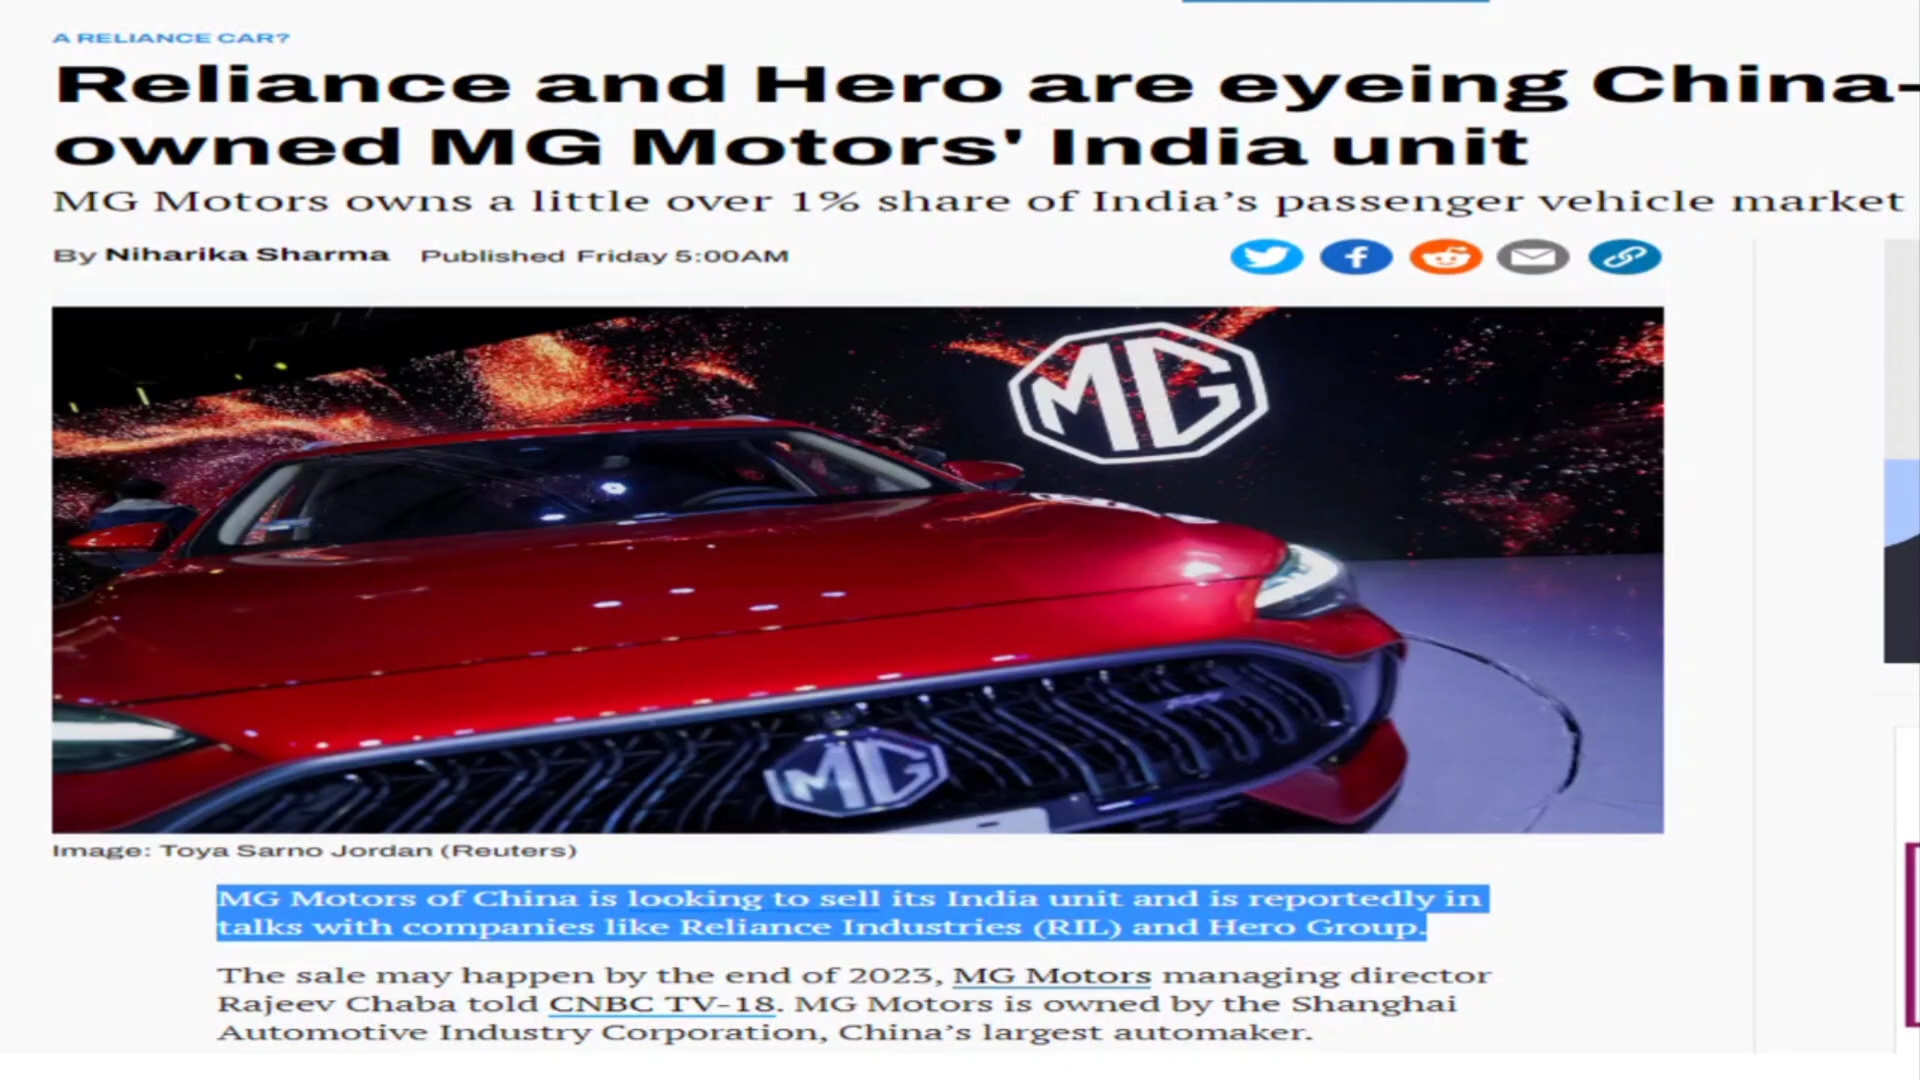 A RELIANCE CAR?
Reliance and Hero are eyeing China-
owned MG Motors' India unit
MG Motors owns a little over 1% share of India’s passenger vehicle market
By Niharika Sharma Published Friday 5:00AM
MG
MG
Image: Toya Sarno Jordan (Reuters)
MG Motors of China is looking to sell its India unit and is reportedly in
talks with companies like Reliance Industries (RIL) and Hero Group.
The sale may happen by the end of 2023, MG Motors managing director
Rajeev Chaba told CNBC TV-18. MG Motors is owned by the Shanghai
Automotive Industry Corporation, China’s largest automaker.